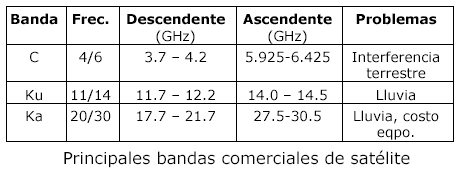 Banda Frec. Descendente (GHz) Ascendente (GHz) Problemas
C 4/6 3.7 – 4.2 5.925-6.425 Interferencia terrestre
Ku 11/14 11.7 – 12.2 14.0 – 14.5 Lluvia
Ka 20/30 17.7 – 21.7 27.5-30.5 Lluvia, costo eqpo.
Principales bandas comerciales de satélite